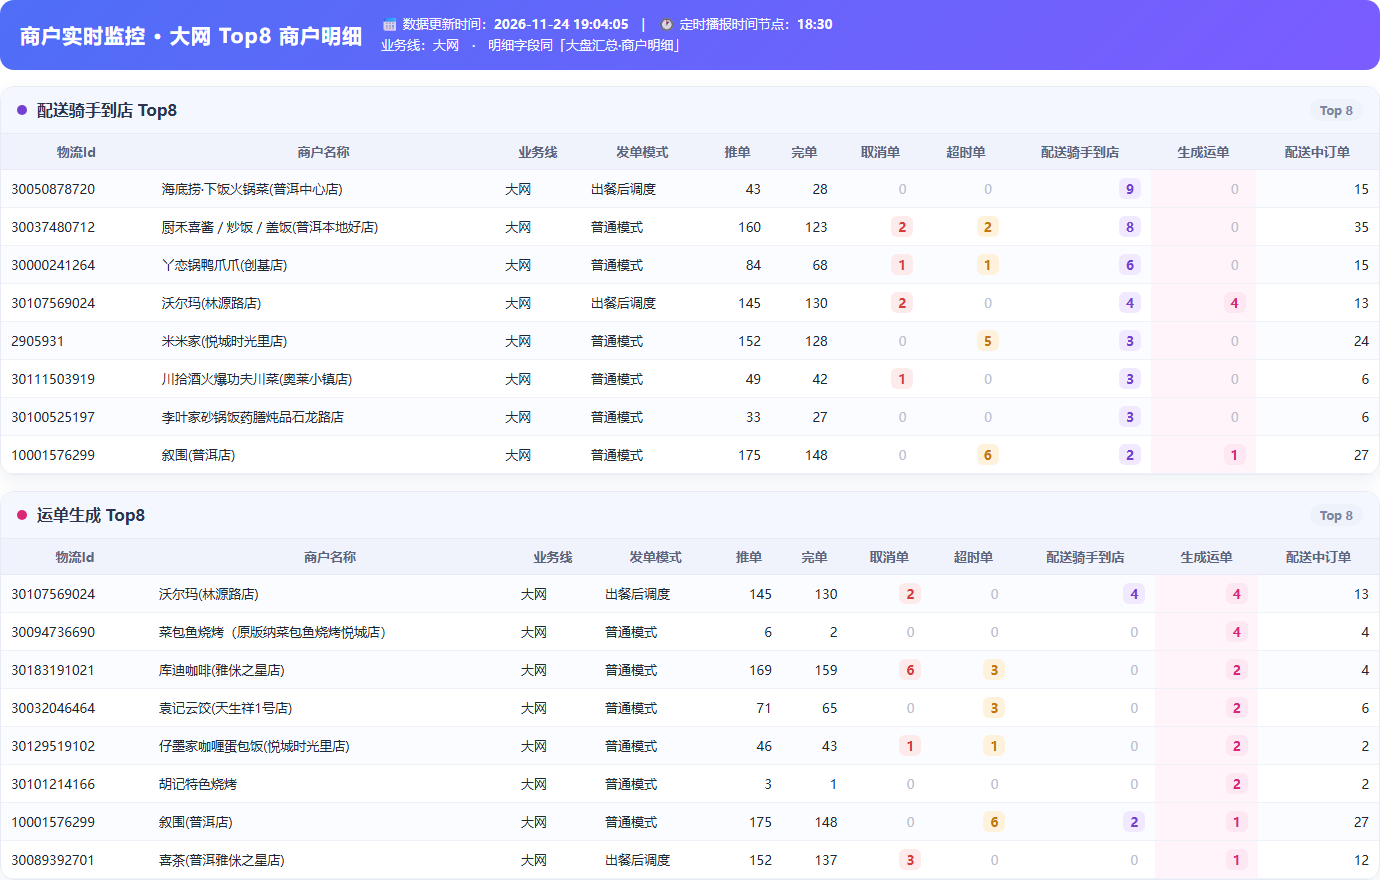 商户实时监控 · 大网 Top8 商户明细
数据更新时间：2026-11-24 19:04:05 | 定时播报时间节点：18:30
业务线：大网 · 明细字段同「大盘汇总·商户明细」
配送骑手到店 Top8 Top 8
物流Id 商户名称 业务线 发单模式 推单 完单 取消单 超时单 配送骑手到店 生成运单 配送中订单
30050878720 海底捞·下饭火锅菜(普洱中心店) 大网 出餐后调度 43 28 0 0 9 0 15
30037480712 厨禾喜酱 / 炒饭 / 盖饭(普洱本地好店) 大网 普通模式 160 123 2 2 8 0 35
30000241264 丫恋锅鸭爪爪(创基店) 大网 普通模式 84 68 1 1 6 0 15
30107569024 沃尔玛(林源路店) 大网 出餐后调度 145 130 2 0 4 4 13
2905931 米米家(悦城时光里店) 大网 普通模式 152 128 0 5 3 0 24
30111503919 川拾酒火爆功夫川菜(奥莱小镇店) 大网 普通模式 49 42 1 0 3 0 6
30100525197 李叶家砂锅饭药膳炖品石龙路店 大网 普通模式 33 27 0 0 3 0 6
10001576299 叙围(普洱店) 大网 普通模式 175 148 0 6 2 1 27
运单生成 Top8 Top 8
物流Id 商户名称 业务线 发单模式 推单 完单 取消单 超时单 配送骑手到店 生成运单 配送中订单
30107569024 沃尔玛(林源路店) 大网 出餐后调度 145 130 2 0 4 4 13
30094736690 菜包鱼烧烤（原版纳菜包鱼烧烤悦城店） 大网 普通模式 6 2 0 0 0 4 4
30183191021 库迪咖啡(雅侎之星店) 大网 普通模式 169 159 6 3 0 2 4
30032046464 袁记云饺(天生祥1号店) 大网 普通模式 71 65 0 3 0 2 6
30129519102 仔墨家咖喱蛋包饭(悦城时光里店) 大网 普通模式 46 43 1 1 0 2 2
30101214166 胡记特色烧烤 大网 普通模式 3 1 0 0 0 2 2
10001576299 叙围(普洱店) 大网 普通模式 175 148 0 6 2 1 27
30089392701 喜茶(普洱雅侎之星店) 大网 出餐后调度 152 137 3 0 0 1 12